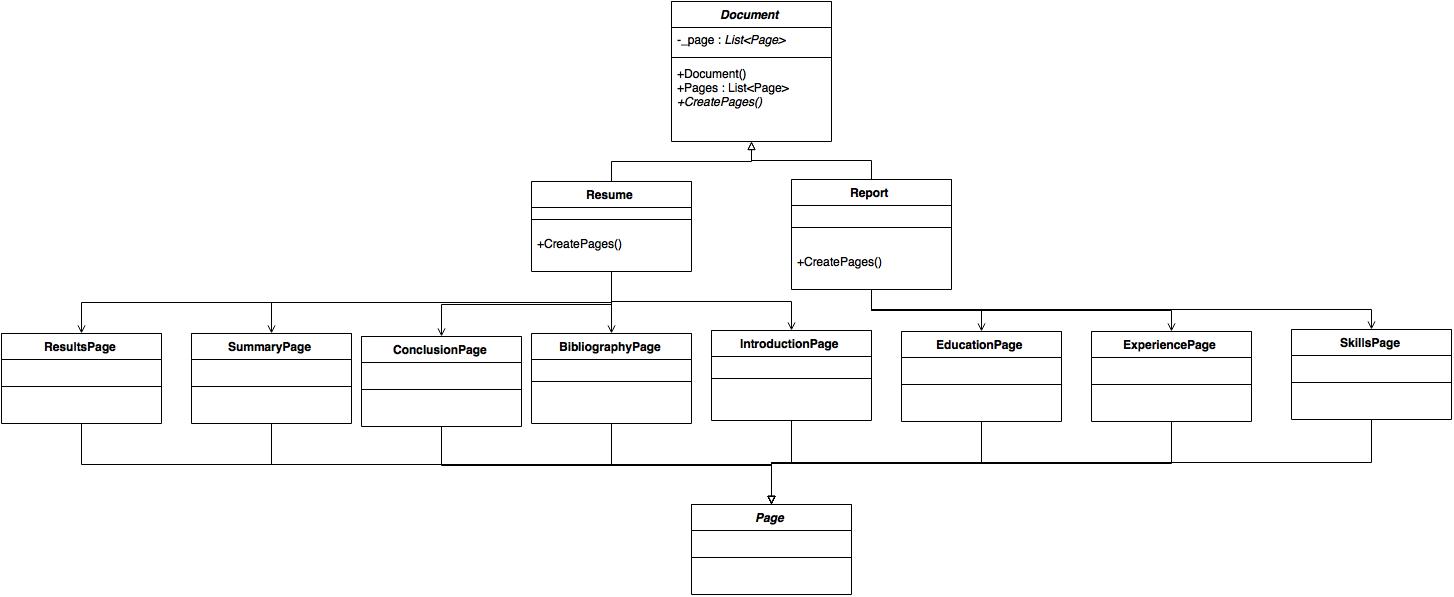 Document
-_page : List<Page>
+Document()
+Pages : List<Page>
+CreatePages()
Resume
+CreatePages()
Report
+CreatePages()
ResultsPage
SummaryPage
ConclusionPage
BibliographyPage
IntroductionPage
EducationPage
ExperiencePage
SkillsPage
Page